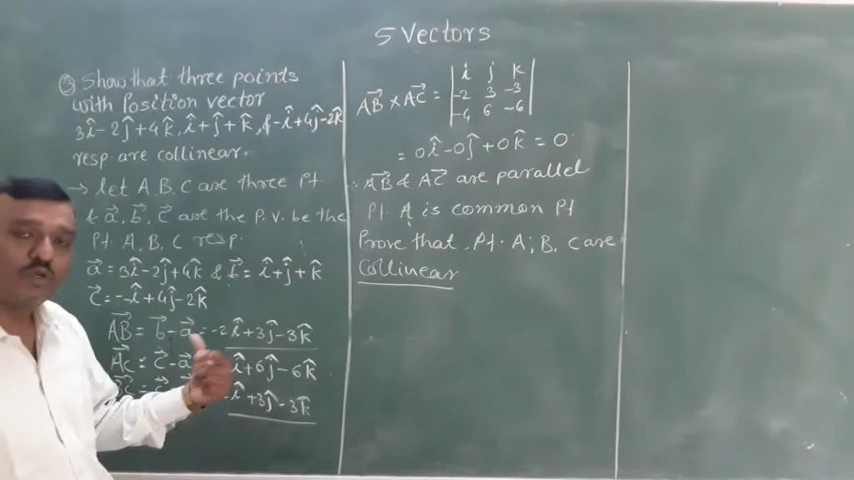 5 Vectors
③ Show that three points
with Position vector
3î-2ĵ+4k̂, î+ĵ+k̂, & -î+4ĵ-2k̂
resp. are collinear.
→ let A B, C are three Pt.
& a⃗, b⃗, c⃗ are the P.V. be the
Pt. A, B, C resp.
a⃗ = 3î-2ĵ+4k̂ & b⃗ = î+ĵ+k̂
c⃗ = -î+4ĵ-2k̂
AB⃗ = b⃗ - a⃗ = -2î+3ĵ-3k̂
AC⃗ = c⃗ - a⃗ î+6ĵ-6k̂
î+3ĵ-3k̂
AB⃗ × AC⃗ = | i j k |
| -2 3 -3 |
| -4 6 -6 |
= 0î-0ĵ+0k̂ = 0
∴ AB⃗ & AC⃗ are parallel
Pt. A is common Pt
Prove that Pt. A, B, C are
collinear